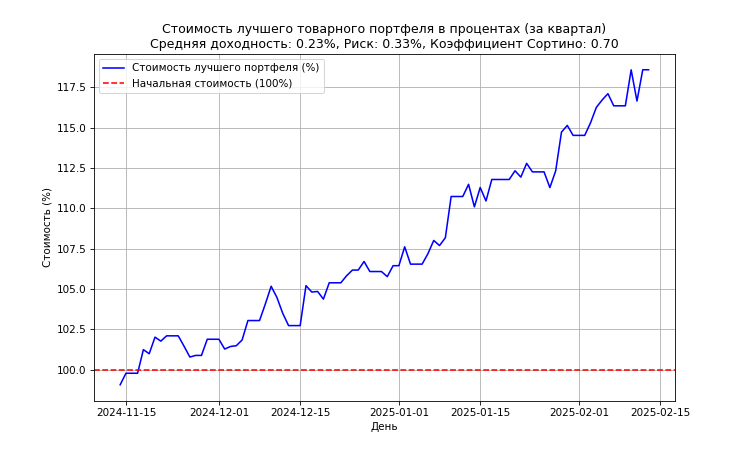 Стоимость лучшего товарного портфеля в процентах (за квартал)
Средняя доходность: 0.23%, Риск: 0.33%, Коэффициент Сортино: 0.70
Стоимость лучшего портфеля (%)
Начальная стоимость (100%)
Стоимость (%)
117.5
115.0
112.5
110.0
107.5
105.0
102.5
100.0
2024-11-15
2024-12-01
2024-12-15
2025-01-01
2025-01-15
2025-02-01
2025-02-15
День